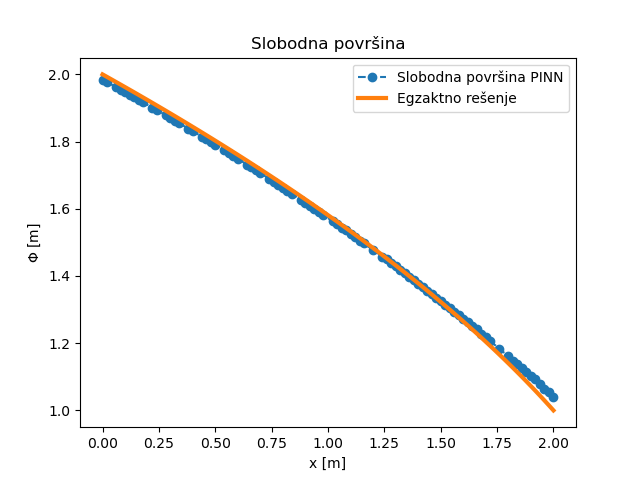 Slobodna površina
Slobodna površina PINN
Egzaktno rešenje
Φ [m]
2.0
1.8
1.6
1.4
1.2
1.0
0.00 0.25 0.50 0.75 1.00 1.25 1.50 1.75 2.00
x [m]